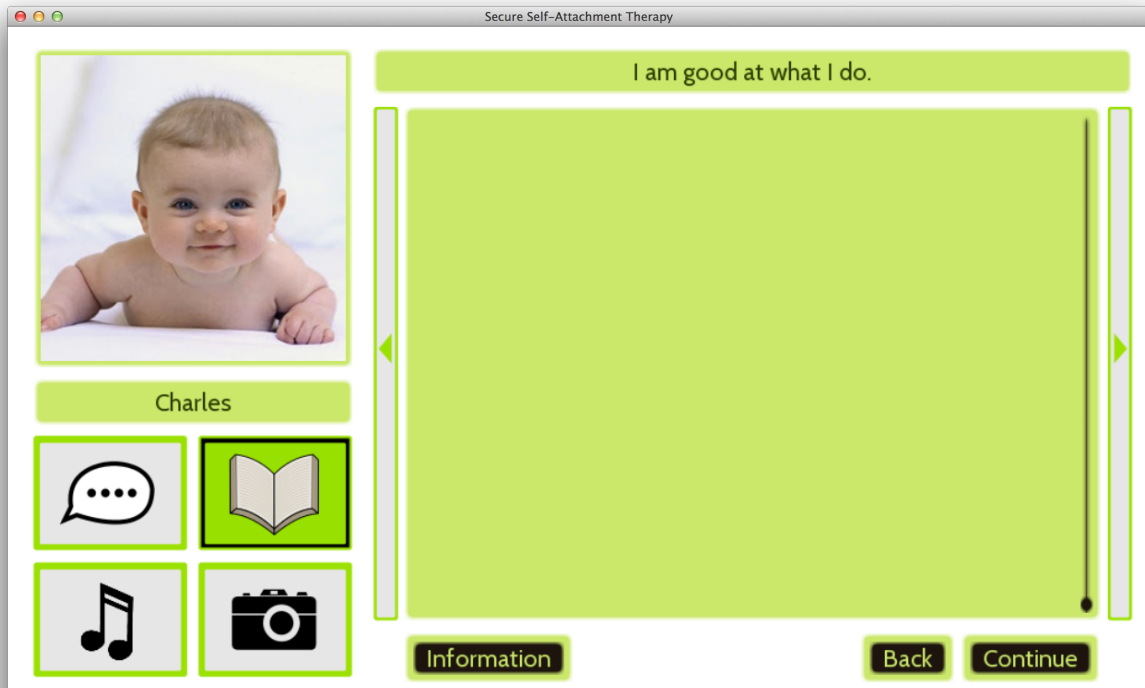 Secure Self-Attachment Therapy
I am good at what I do.
Charles
Information
Back
Continue